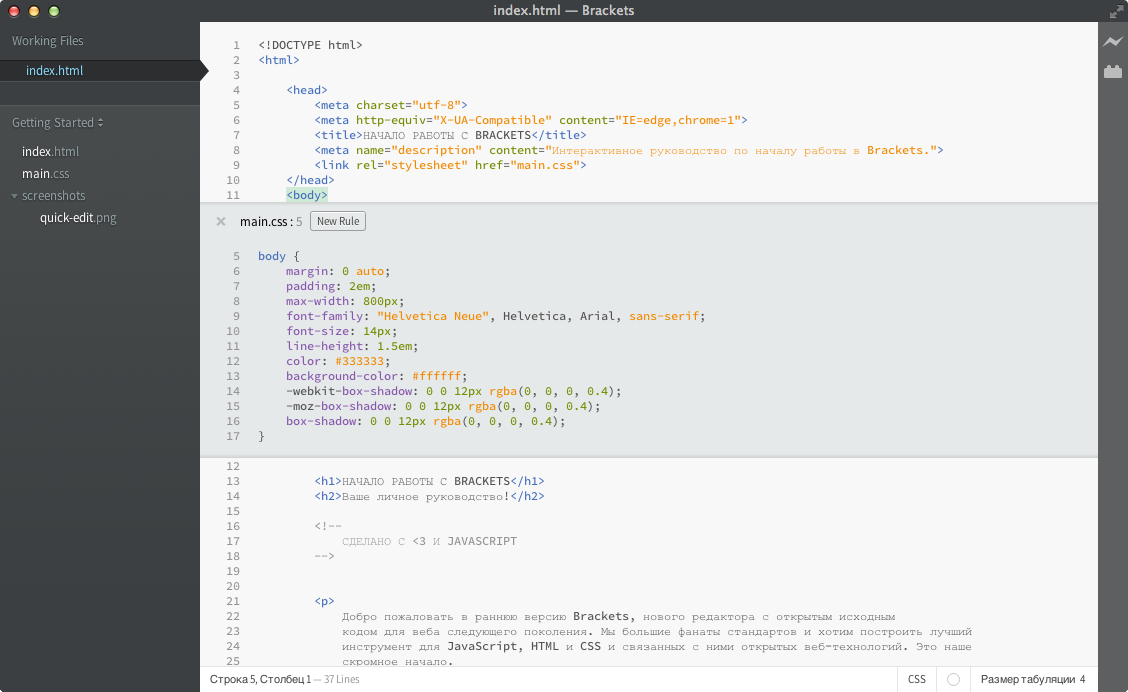 index.html — Brackets
Working Files
index.html
Getting Started
index.html
main.css
screenshots
quick-edit.png
1 <!DOCTYPE html>
2 <html>
3
4 <head>
5 <meta charset="utf-8">
6 <meta http-equiv="X-UA-Compatible" content="IE=edge,chrome=1">
7 <title>НАЧАЛО РАБОТЫ С BRACKETS</title>
8 <meta name="description" content="Интерактивное руководство по началу работы в Brackets.">
9 <link rel="stylesheet" href="main.css">
10 </head>
11 <body>
× main.css : 5 New Rule
5 body {
6 margin: 0 auto;
7 padding: 2em;
8 max-width: 800px;
9 font-family: "Helvetica Neue", Helvetica, Arial, sans-serif;
10 font-size: 14px;
11 line-height: 1.5em;
12 color: #333333;
13 background-color: #ffffff;
14 -webkit-box-shadow: 0 0 12px rgba(0, 0, 0, 0.4);
15 -moz-box-shadow: 0 0 12px rgba(0, 0, 0, 0.4);
16 box-shadow: 0 0 12px rgba(0, 0, 0, 0.4);
17 }
12
13 <h1>НАЧАЛО РАБОТЫ С BRACKETS</h1>
14 <h2>Ваше личное руководство!</h2>
15
16 <!--
17 СДЕЛАНО С <3 И JAVASCRIPT
18 -->
19
20
21 <p>
22 Добро пожаловать в раннюю версию Brackets, нового редактора с открытым исходным
23 кодом для веба следующего поколения. Мы большие фанаты стандартов и хотим построить лучший
24 инструмент для JavaScript, HTML и CSS и связанных с ними открытых веб-технологий. Это наше
25 скромное начало.
Строка 5, Столбец 1 — 37 Lines
CSS
Размер табуляции 4